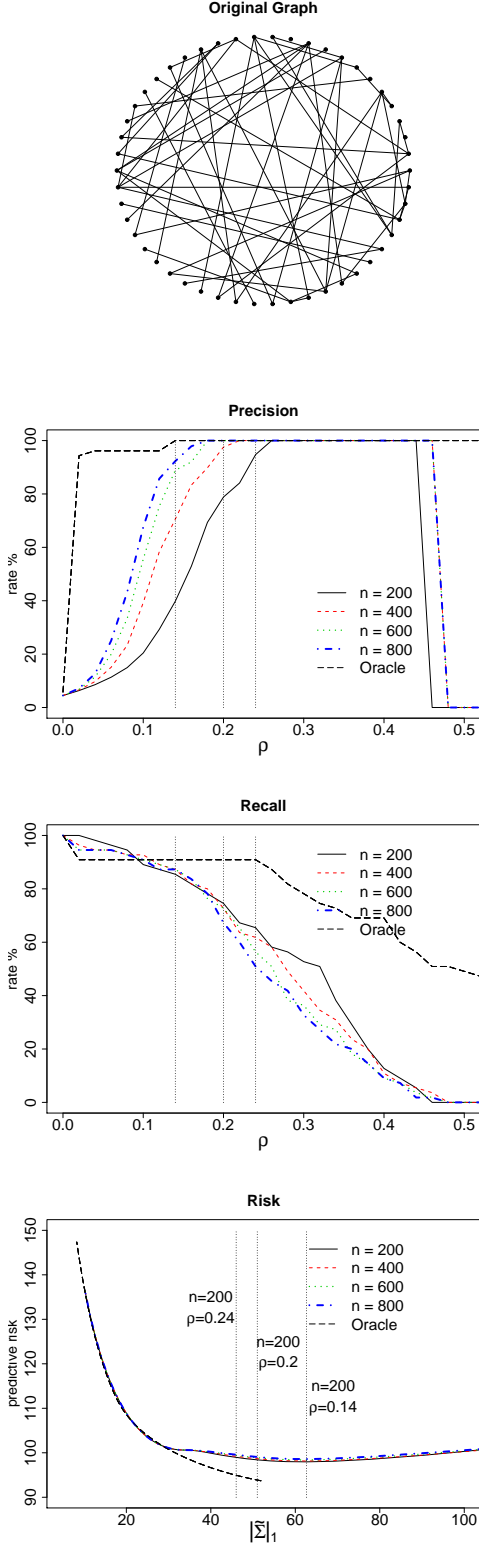 Original Graph
Precision
rate %
0 20 40 60 80 100
n = 200
n = 400
n = 600
n = 800
Oracle
0.0 0.1 0.2 0.3 0.4 0.5
ρ
Recall
rate %
0 20 40 60 80 100
n = 200
n = 400
n = 600
n = 800
Oracle
0.0 0.1 0.2 0.3 0.4 0.5
ρ
Risk
predictive risk
90 100 110 120 130 140 150
n = 200
n = 400
n = 600
n = 800
Oracle
n=200
ρ=0.24
n=200
ρ=0.2
n=200
ρ=0.14
20 40 60 80 100
|Σ̃|₁